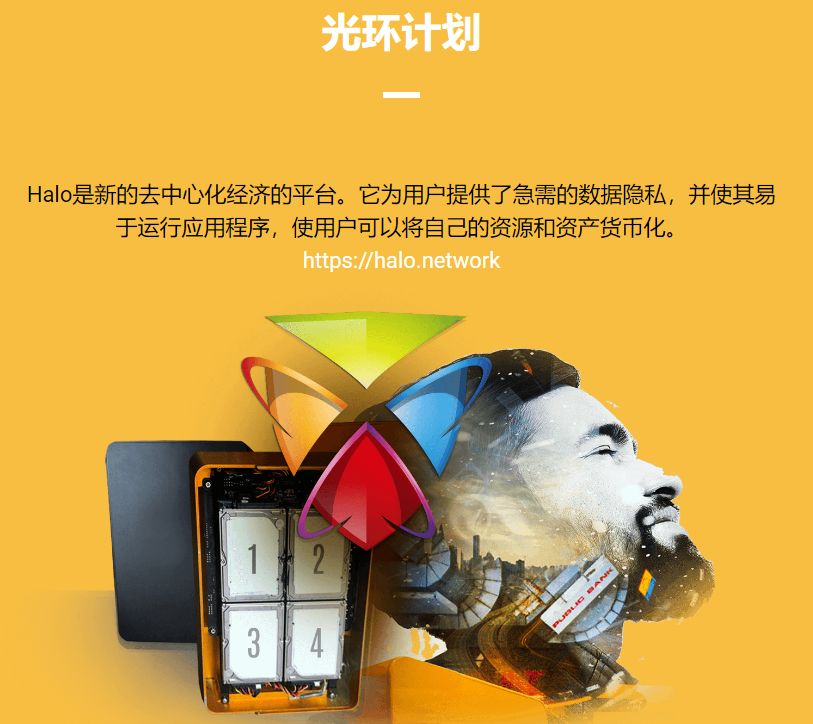 光环计划
Halo是新的去中心化经济的平台。它为用户提供了急需的数据隐私，并使其易
于运行应用程序，使用户可以将自己的资源和资产货币化。
https://halo.network
1 2
3 4
PUBLIC BANK